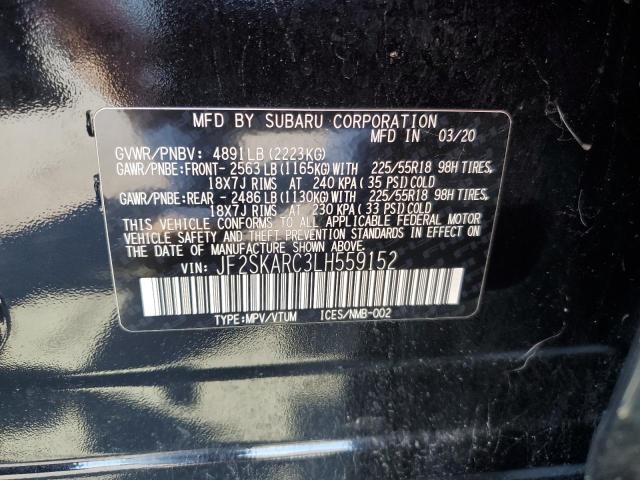 MFD BY SUBARU CORPORATION
MFD IN 03/20
GVWR/PNBV: 4891LB (2223KG)
GAWR/PNBE:FRONT- 2563LB (1165KG) WITH 225/55R18 98H TIRES,
18X7J RIMS AT 240 KPA (35 PSI) COLD
GAWR/PNBE:REAR - 2486LB (1130KG) WITH 225/55R18 98H TIRES,
18X7J RIMS AT 230 KPA (33 PSI) COLD
THIS VEHICLE CONFORMS TO ALL APPLICABLE FEDERAL MOTOR
VEHICLE SAFETY AND THEFT PREVENTION STANDARDS IN EFFECT ON
THE DATE OF MANUFACTURE SHOWN ABOVE.
VIN: JF2SKARC3LH559152
TYPE:MPV/VTUM ICES/NMB-002